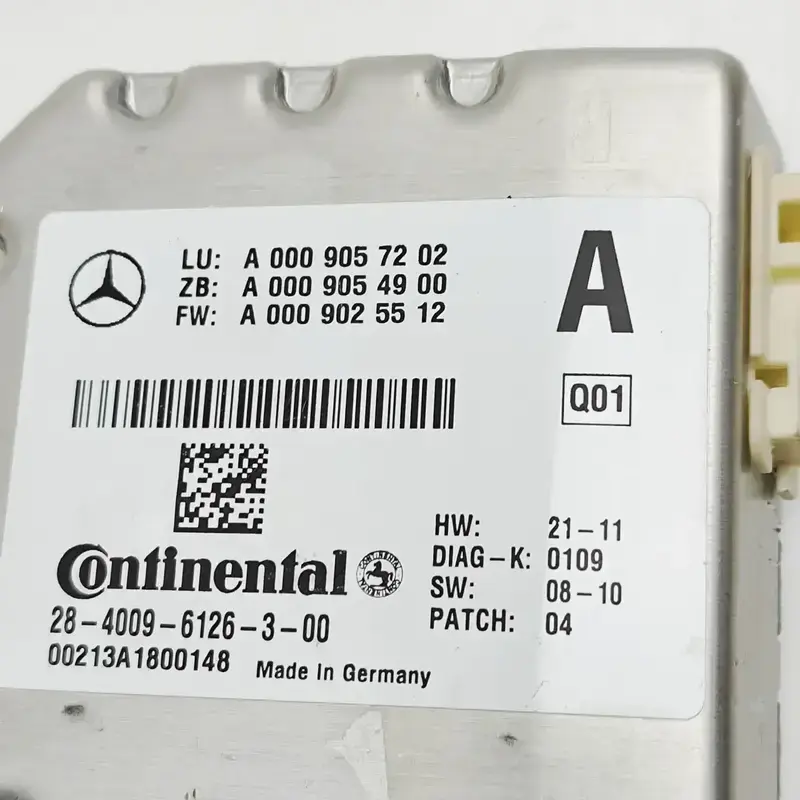 LU: A 000 905 72 02
ZB: A 000 905 49 00
FW: A 000 902 55 12
A
Q01
HW: 21-11
DIAG-K: 0109
SW: 08-10
PATCH: 04
Continental
28-4009-6126-3-00
00213A1800148 Made In Germany